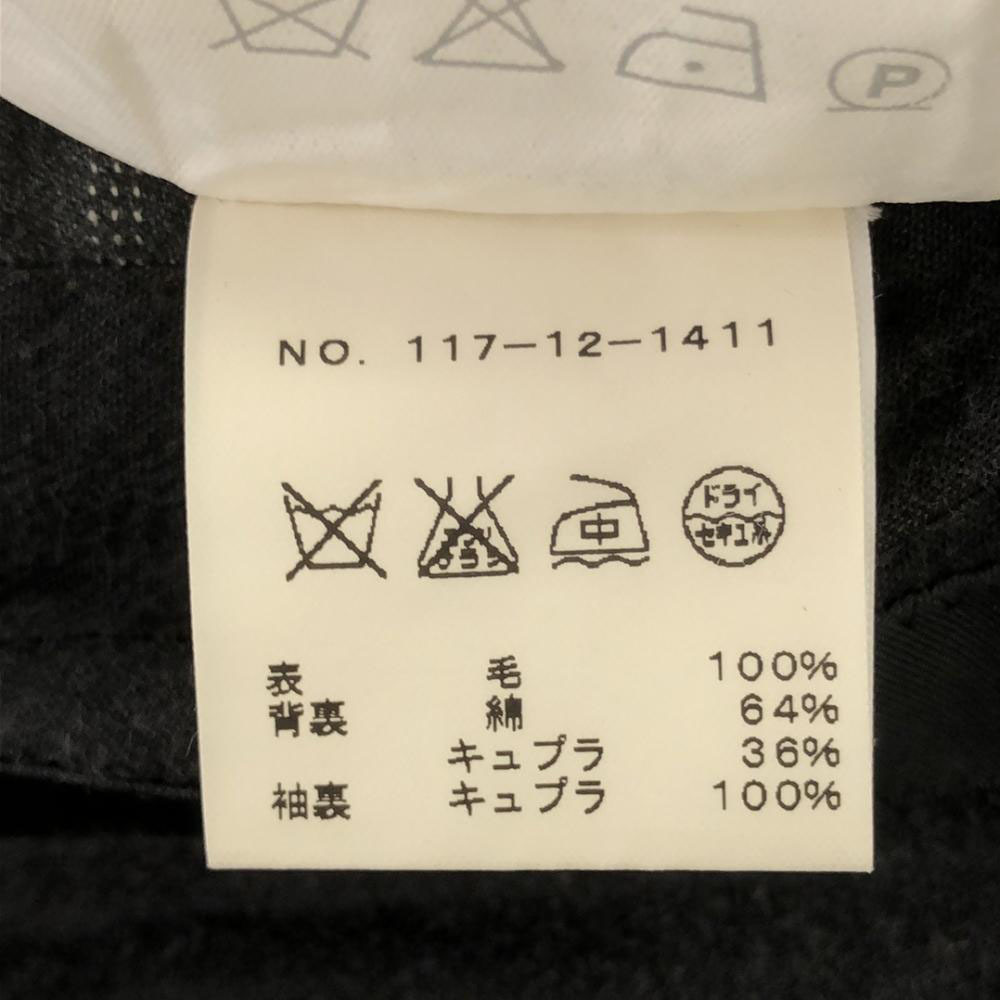 P
NO. 117-12-1411
中
ドライ
セキユ系
表 毛 100%
背裏 綿 64%
キュプラ 36%
袖裏 キュプラ 100%